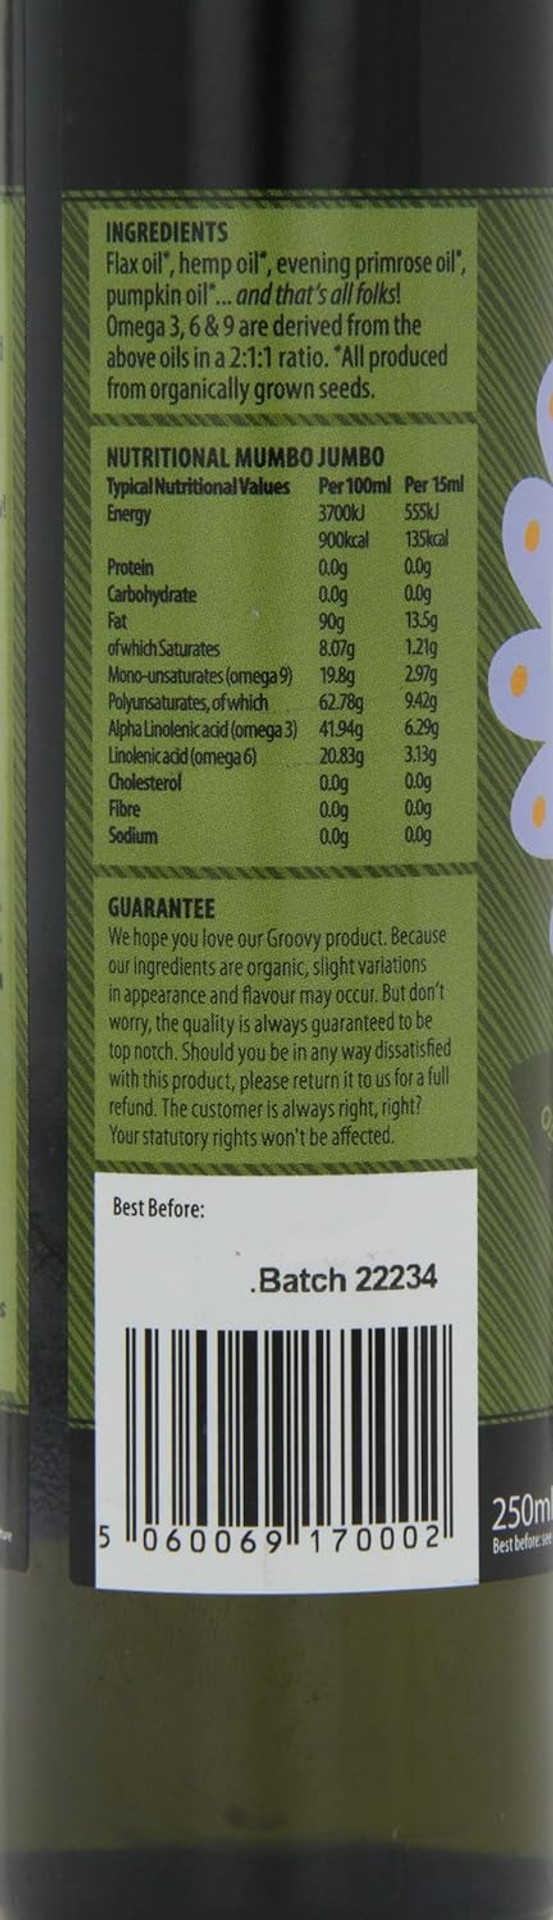 INGREDIENTS
Flax oil*, hemp oil*, evening primrose oil*,
pumpkin oil*... and that's all folks!
Omega 3, 6 & 9 are derived from the
above oils in a 2:1:1 ratio. *All produced
from organically grown seeds.
NUTRITIONAL MUMBO JUMBO
Typical Nutritional Values Per 100ml Per 15ml
Energy 3700kJ 555kJ
900kcal 135kcal
Protein 0.0g 0.0g
Carbohydrate 0.0g 0.0g
Fat 90g 13.5g
of which Saturates 8.07g 1.21g
Mono-unsaturates (omega 9) 19.8g 2.97g
Polyunsaturates, of which 62.78g 9.42g
Alpha Linolenic acid (omega 3) 41.94g 6.29g
Linolenic acid (omega 6) 20.83g 3.13g
Cholesterol 0.0g 0.0g
Fibre 0.0g 0.0g
Sodium 0.0g 0.0g
GUARANTEE
We hope you love our Groovy product. Because
our ingredients are organic, slight variations
in appearance and flavour may occur. But don't
worry, the quality is always guaranteed to be
top notch. Should you be in any way dissatisfied
with this product, please return it to us for a full
refund. The customer is always right, right?
Your statutory rights won't be affected.
Best Before:
.Batch 22234
5 060069 170002
250ml
Best before: see